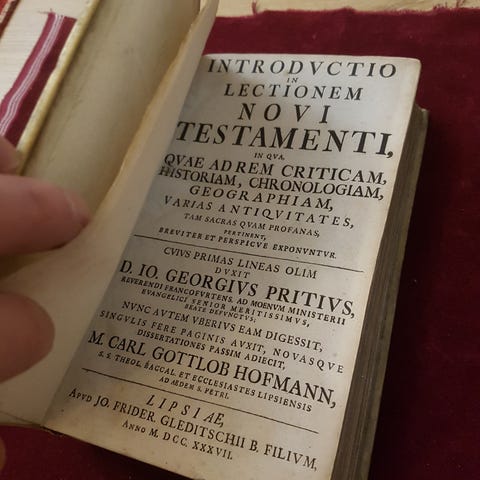 INTRODVCTIO
IN
LECTIONEM
NOVI
TESTAMENTI,
IN QVA,
QVAE AD REM CRITICAM,
HISTORIAM, CHRONOLOGIAM,
GEOGRAPHIAM,
VARIAS ANTIQVITATES,
TAM SACRAS QVAM PROFANAS,
PERTINENT,
BREVITER ET PERSPICVE EXPONVNTVR.
CVIVS PRIMAS LINEAS OLIM
DVXIT
D. IO. GEORGIVS PRITIVS,
REVERENDI FRANCOFVRTENS. AD MOENVM MINISTERII
EVANGELICI SENIOR MERITISSIMVS,
BEATE DEFVNCTVS;
NVNC AVTEM VBERIVS EAM DIGESSIT,
SINGVLIS FERE PAGINIS AVXIT, NOVASQVE
DISSERTATIONES PASSIM ADIECIT,
M. CARL GOTTLOB HOFMANN,
S. S. THEOL. BACCAL. ET ECCLESIASTES LIPSIENSIS
AD AEDEM S. PETRI.
LIPSIAE,
APVD JO. FRIDER. GLEDITSCHII B. FILIVM,
ANNO M. DCC. XXXVII.